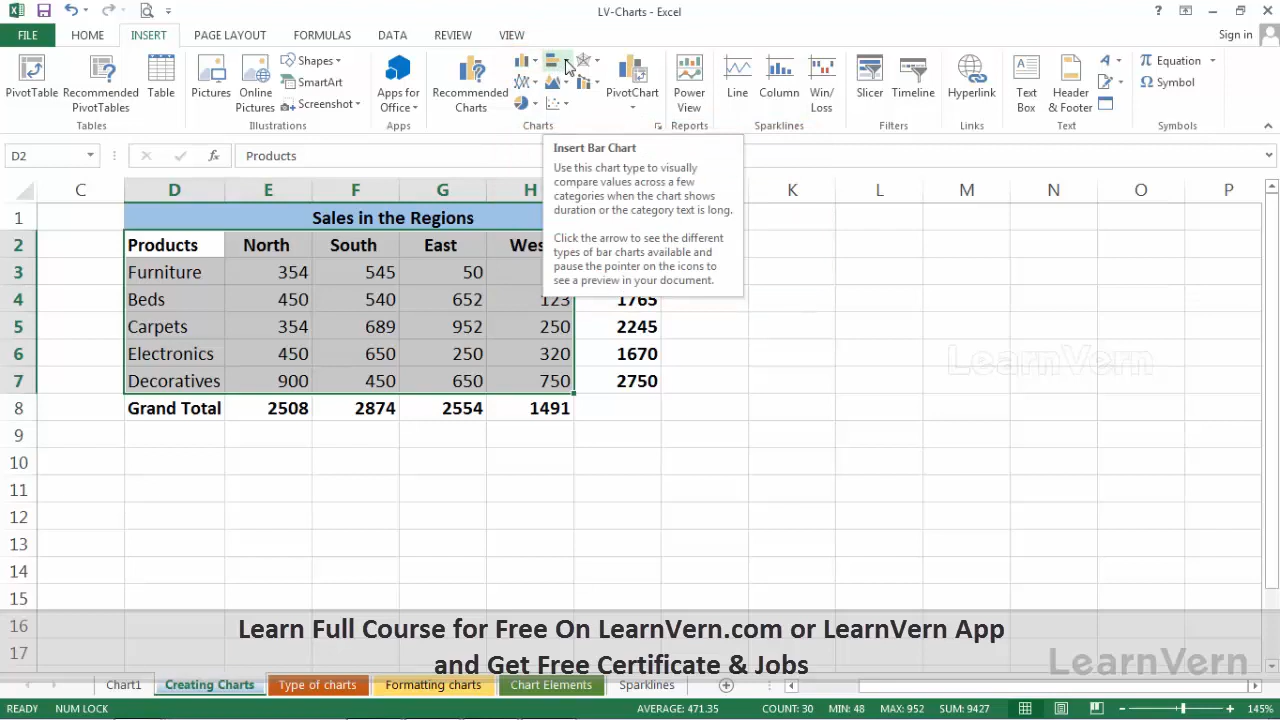 LV-Charts - Excel
?
FILE HOME INSERT PAGE LAYOUT FORMULAS DATA REVIEW VIEW Sign in
PivotTable
Recommended PivotTables
Table
Tables
Pictures
Online Pictures
Shapes
SmartArt
Screenshot
Illustrations
Apps for Office
Apps
Recommended Charts
PivotChart
Charts
Power View
Reports
Line
Column
Win/ Loss
Sparklines
Slicer
Timeline
Filters
Hyperlink
Links
Text Box
Header & Footer
Text
Equation
Symbol
Symbols
D2 fx Products
Insert Bar Chart
Use this chart type to visually
compare values across a few
categories when the chart shows
duration or the category text is long.
Click the arrow to see the different
types of bar charts available and
pause the pointer on the icons to
see a preview in your document.
C D E F G H K L M N O P
1 Sales in the Regions
2 Products North South East
3 Furniture 354 545 50
4 Beds 450 540 652 123 1765
5 Carpets 354 689 952 250 2245
6 Electronics 450 650 250 320 1670
7 Decoratives 900 450 650 750 2750
8 Grand Total 2508 2874 2554 1491
9
10
11
12
13
14
15
16
17
LearnVern
Learn Full Course for Free On LearnVern.com or LearnVern App
and Get Free Certificate & Jobs
LearnVern
Chart1 Creating Charts Type of charts Formatting charts Chart Elements Sparklines
READY NUM LOCK AVERAGE: 471.35 COUNT: 30 MIN: 48 MAX: 952 SUM: 9427 145%